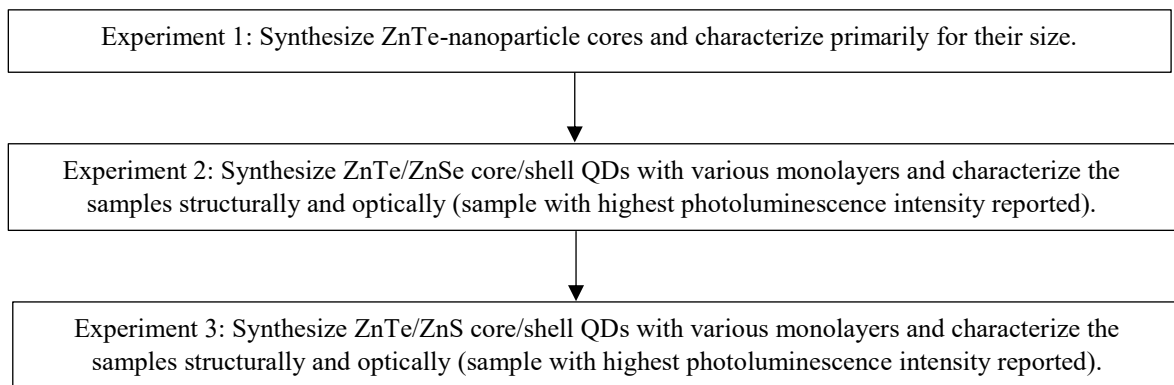 Experiment 1: Synthesize ZnTe-nanoparticle cores and characterize primarily for their size.
Experiment 2: Synthesize ZnTe/ZnSe core/shell QDs with various monolayers and characterize the
samples structurally and optically (sample with highest photoluminescence intensity reported).
Experiment 3: Synthesize ZnTe/ZnS core/shell QDs with various monolayers and characterize the
samples structurally and optically (sample with highest photoluminescence intensity reported).